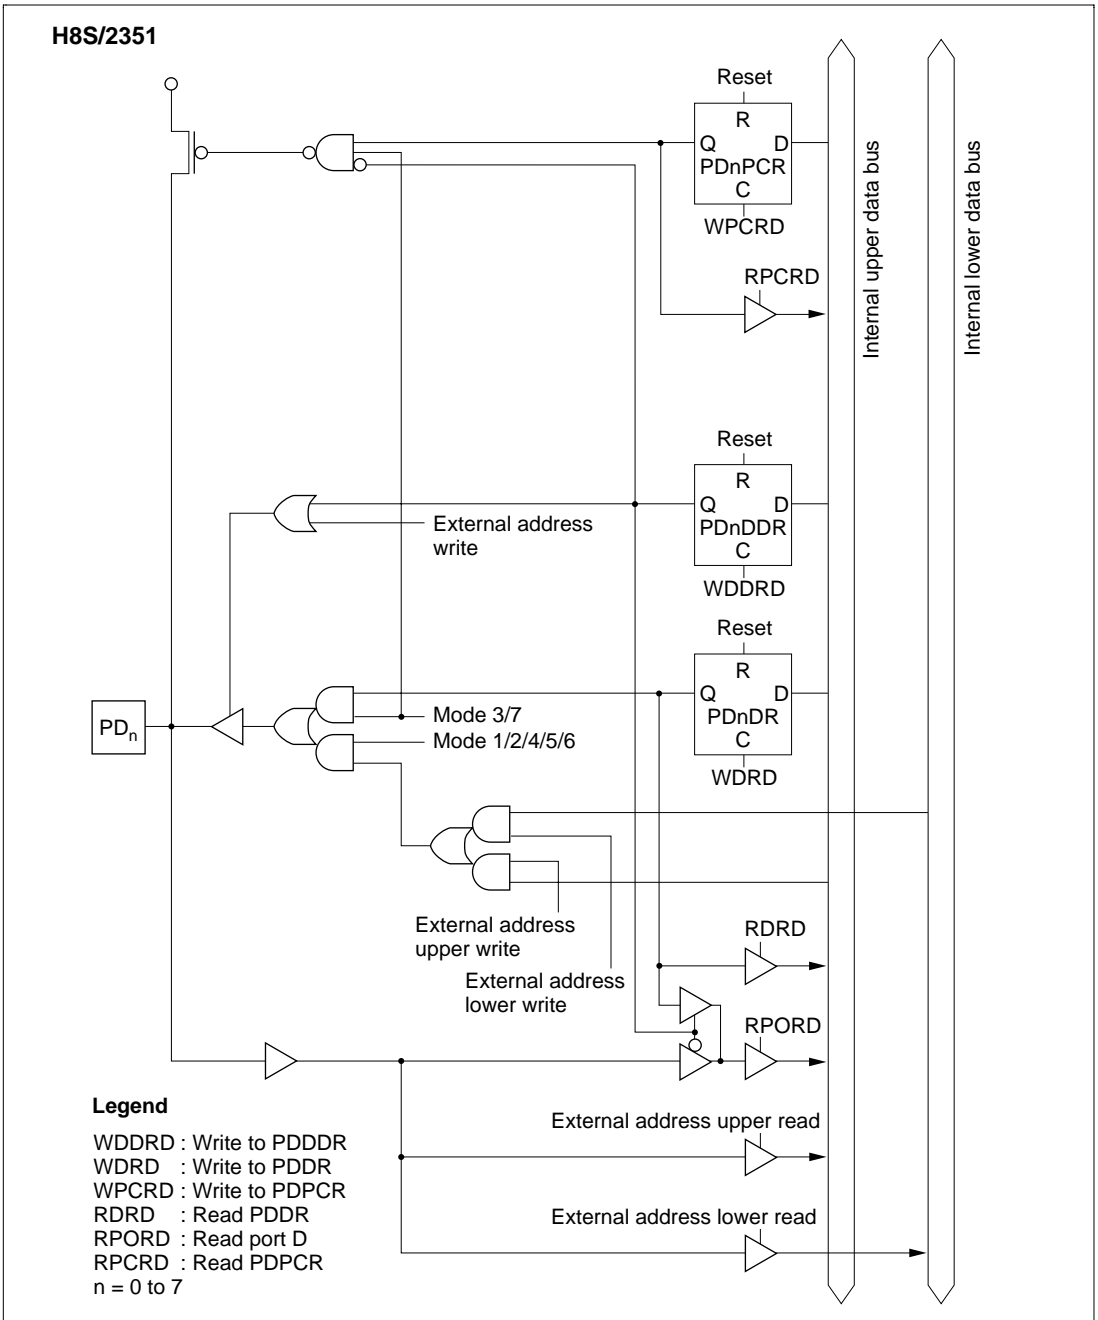 H8S/2351
Reset
R
Q D
PDnPCR
C
WPCRD
RPCRD
Internal upper data bus
Internal lower data bus
Reset
R
Q D
PDnDDR
C
WDDRD
External address
write
Reset
R
Q D
PDnDR
C
WDRD
PDn
Mode 3/7
Mode 1/2/4/5/6
External address
upper write
External address
lower write
RDRD
RPORD
External address upper read
External address lower read
Legend
WDDRD : Write to PDDDR
WDRD : Write to PDDR
WPCRD : Write to PDPCR
RDRD : Read PDDR
RPORD : Read port D
RPCRD : Read PDPCR
n = 0 to 7